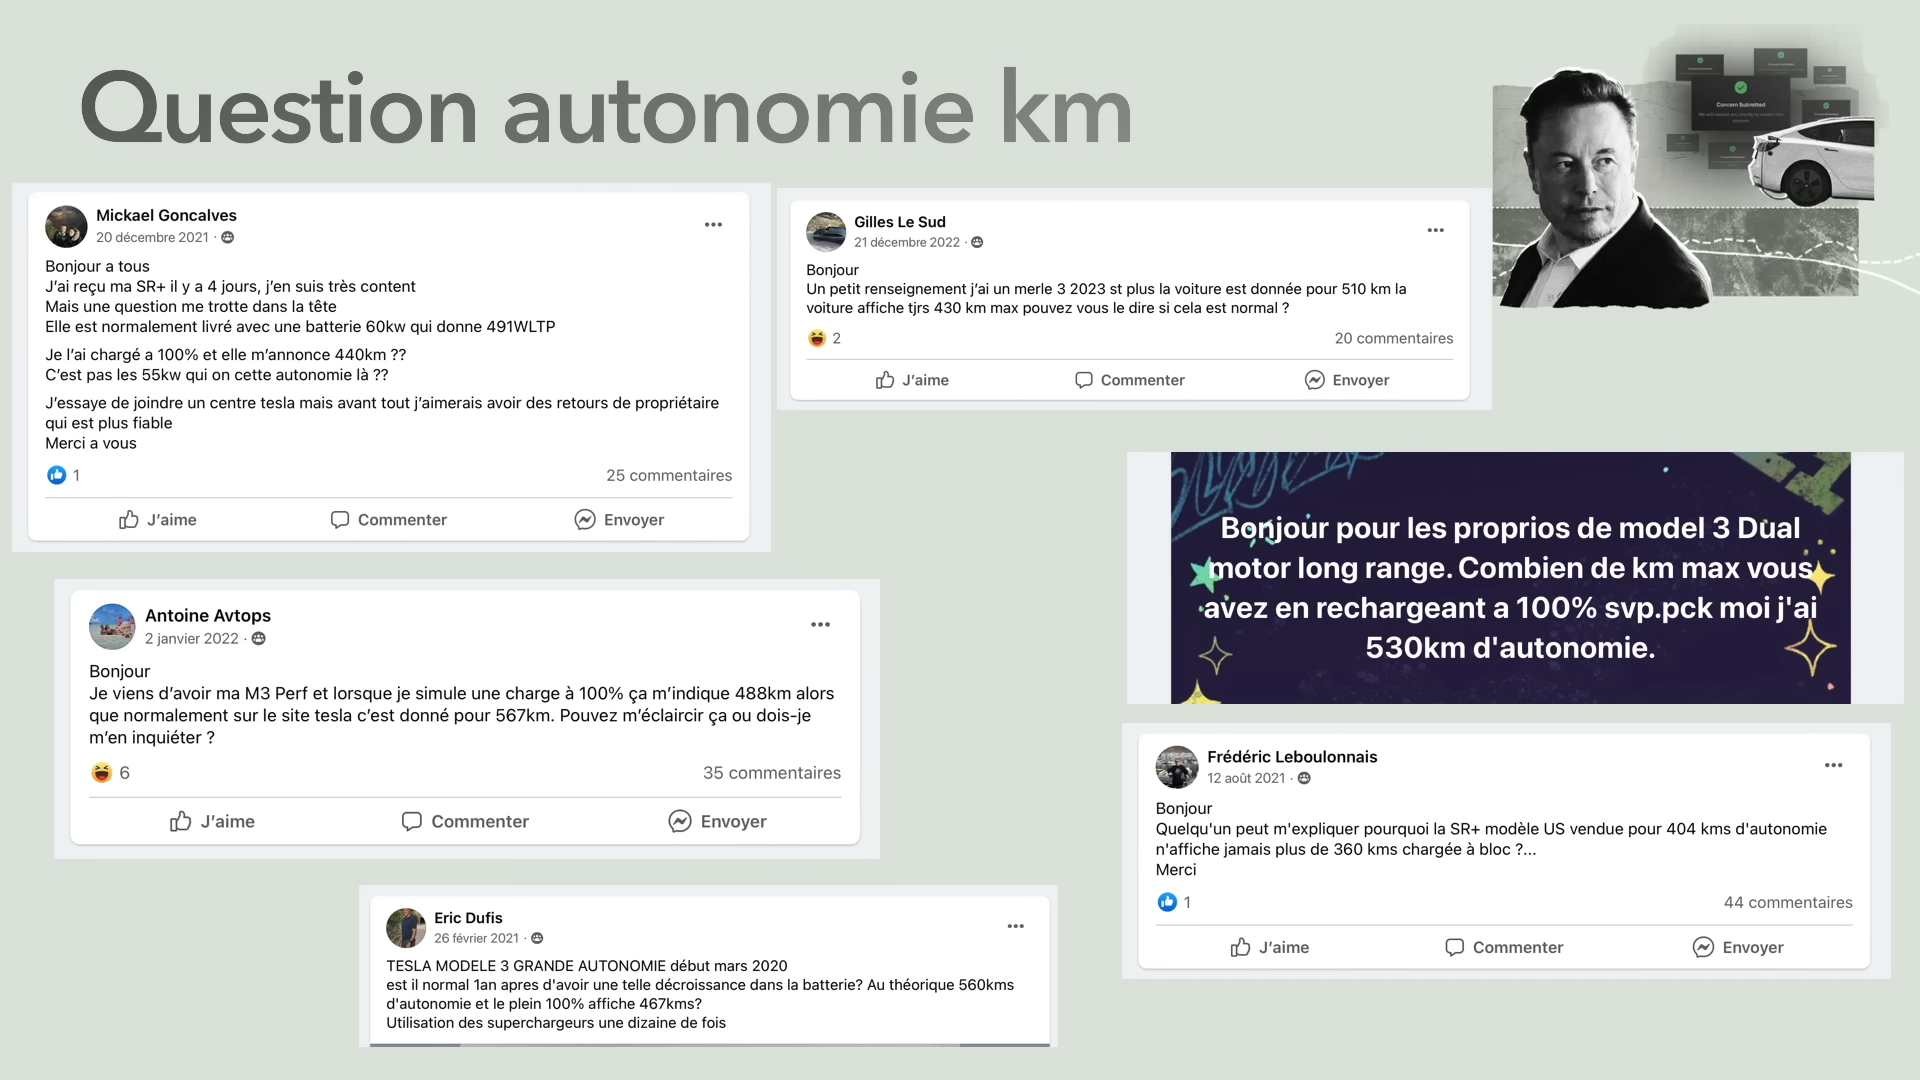 Question autonomie km
Concern Submitted
Mickael Goncalves
20 décembre 2021 ·
Bonjour a tous
J’ai reçu ma SR+ il y a 4 jours, j’en suis très content
Mais une question me trotte dans la tête
Elle est normalement livré avec une batterie 60kw qui donne 491WLTP
Je l’ai chargé a 100% et elle m’annonce 440km ??
C’est pas les 55kw qui on cette autonomie là ??
J’essaye de joindre un centre tesla mais avant tout j’aimerais avoir des retours de propriétaire
qui est plus fiable
Merci a vous
1
25 commentaires
J’aime
Commenter
Envoyer
Gilles Le Sud
21 décembre 2022 ·
Bonjour
Un petit renseignement j’ai un merle 3 2023 st plus la voiture est donnée pour 510 km la
voiture affiche tjrs 430 km max pouvez vous le dire si cela est normal ?
2
20 commentaires
J’aime
Commenter
Envoyer
Bonjour pour les proprios de model 3 Dual
motor long range. Combien de km max vous
avez en rechargeant a 100% svp.pck moi j'ai
530km d'autonomie.
Antoine Avtops
2 janvier 2022 ·
Bonjour
Je viens d’avoir ma M3 Perf et lorsque je simule une charge à 100% ça m’indique 488km alors
que normalement sur le site tesla c’est donné pour 567km. Pouvez m’éclaircir ça ou dois-je
m’en inquiéter ?
6
35 commentaires
J’aime
Commenter
Envoyer
Frédéric Leboulonnais
12 août 2021 ·
Bonjour
Quelqu'un peut m'expliquer pourquoi la SR+ modèle US vendue pour 404 kms d'autonomie
n'affiche jamais plus de 360 kms chargée à bloc ?...
Merci
1
44 commentaires
J’aime
Commenter
Envoyer
Eric Dufis
26 février 2021 ·
TESLA MODELE 3 GRANDE AUTONOMIE début mars 2020
est il normal 1an apres d'avoir une telle décroissance dans la batterie? Au théorique 560kms
d'autonomie et le plein 100% affiche 467kms?
Utilisation des superchargeurs une dizaine de fois